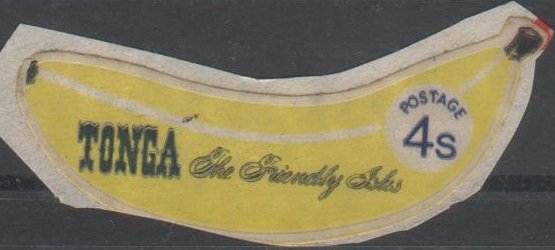 POSTAGE
4s
TONGA The Friendly Isles